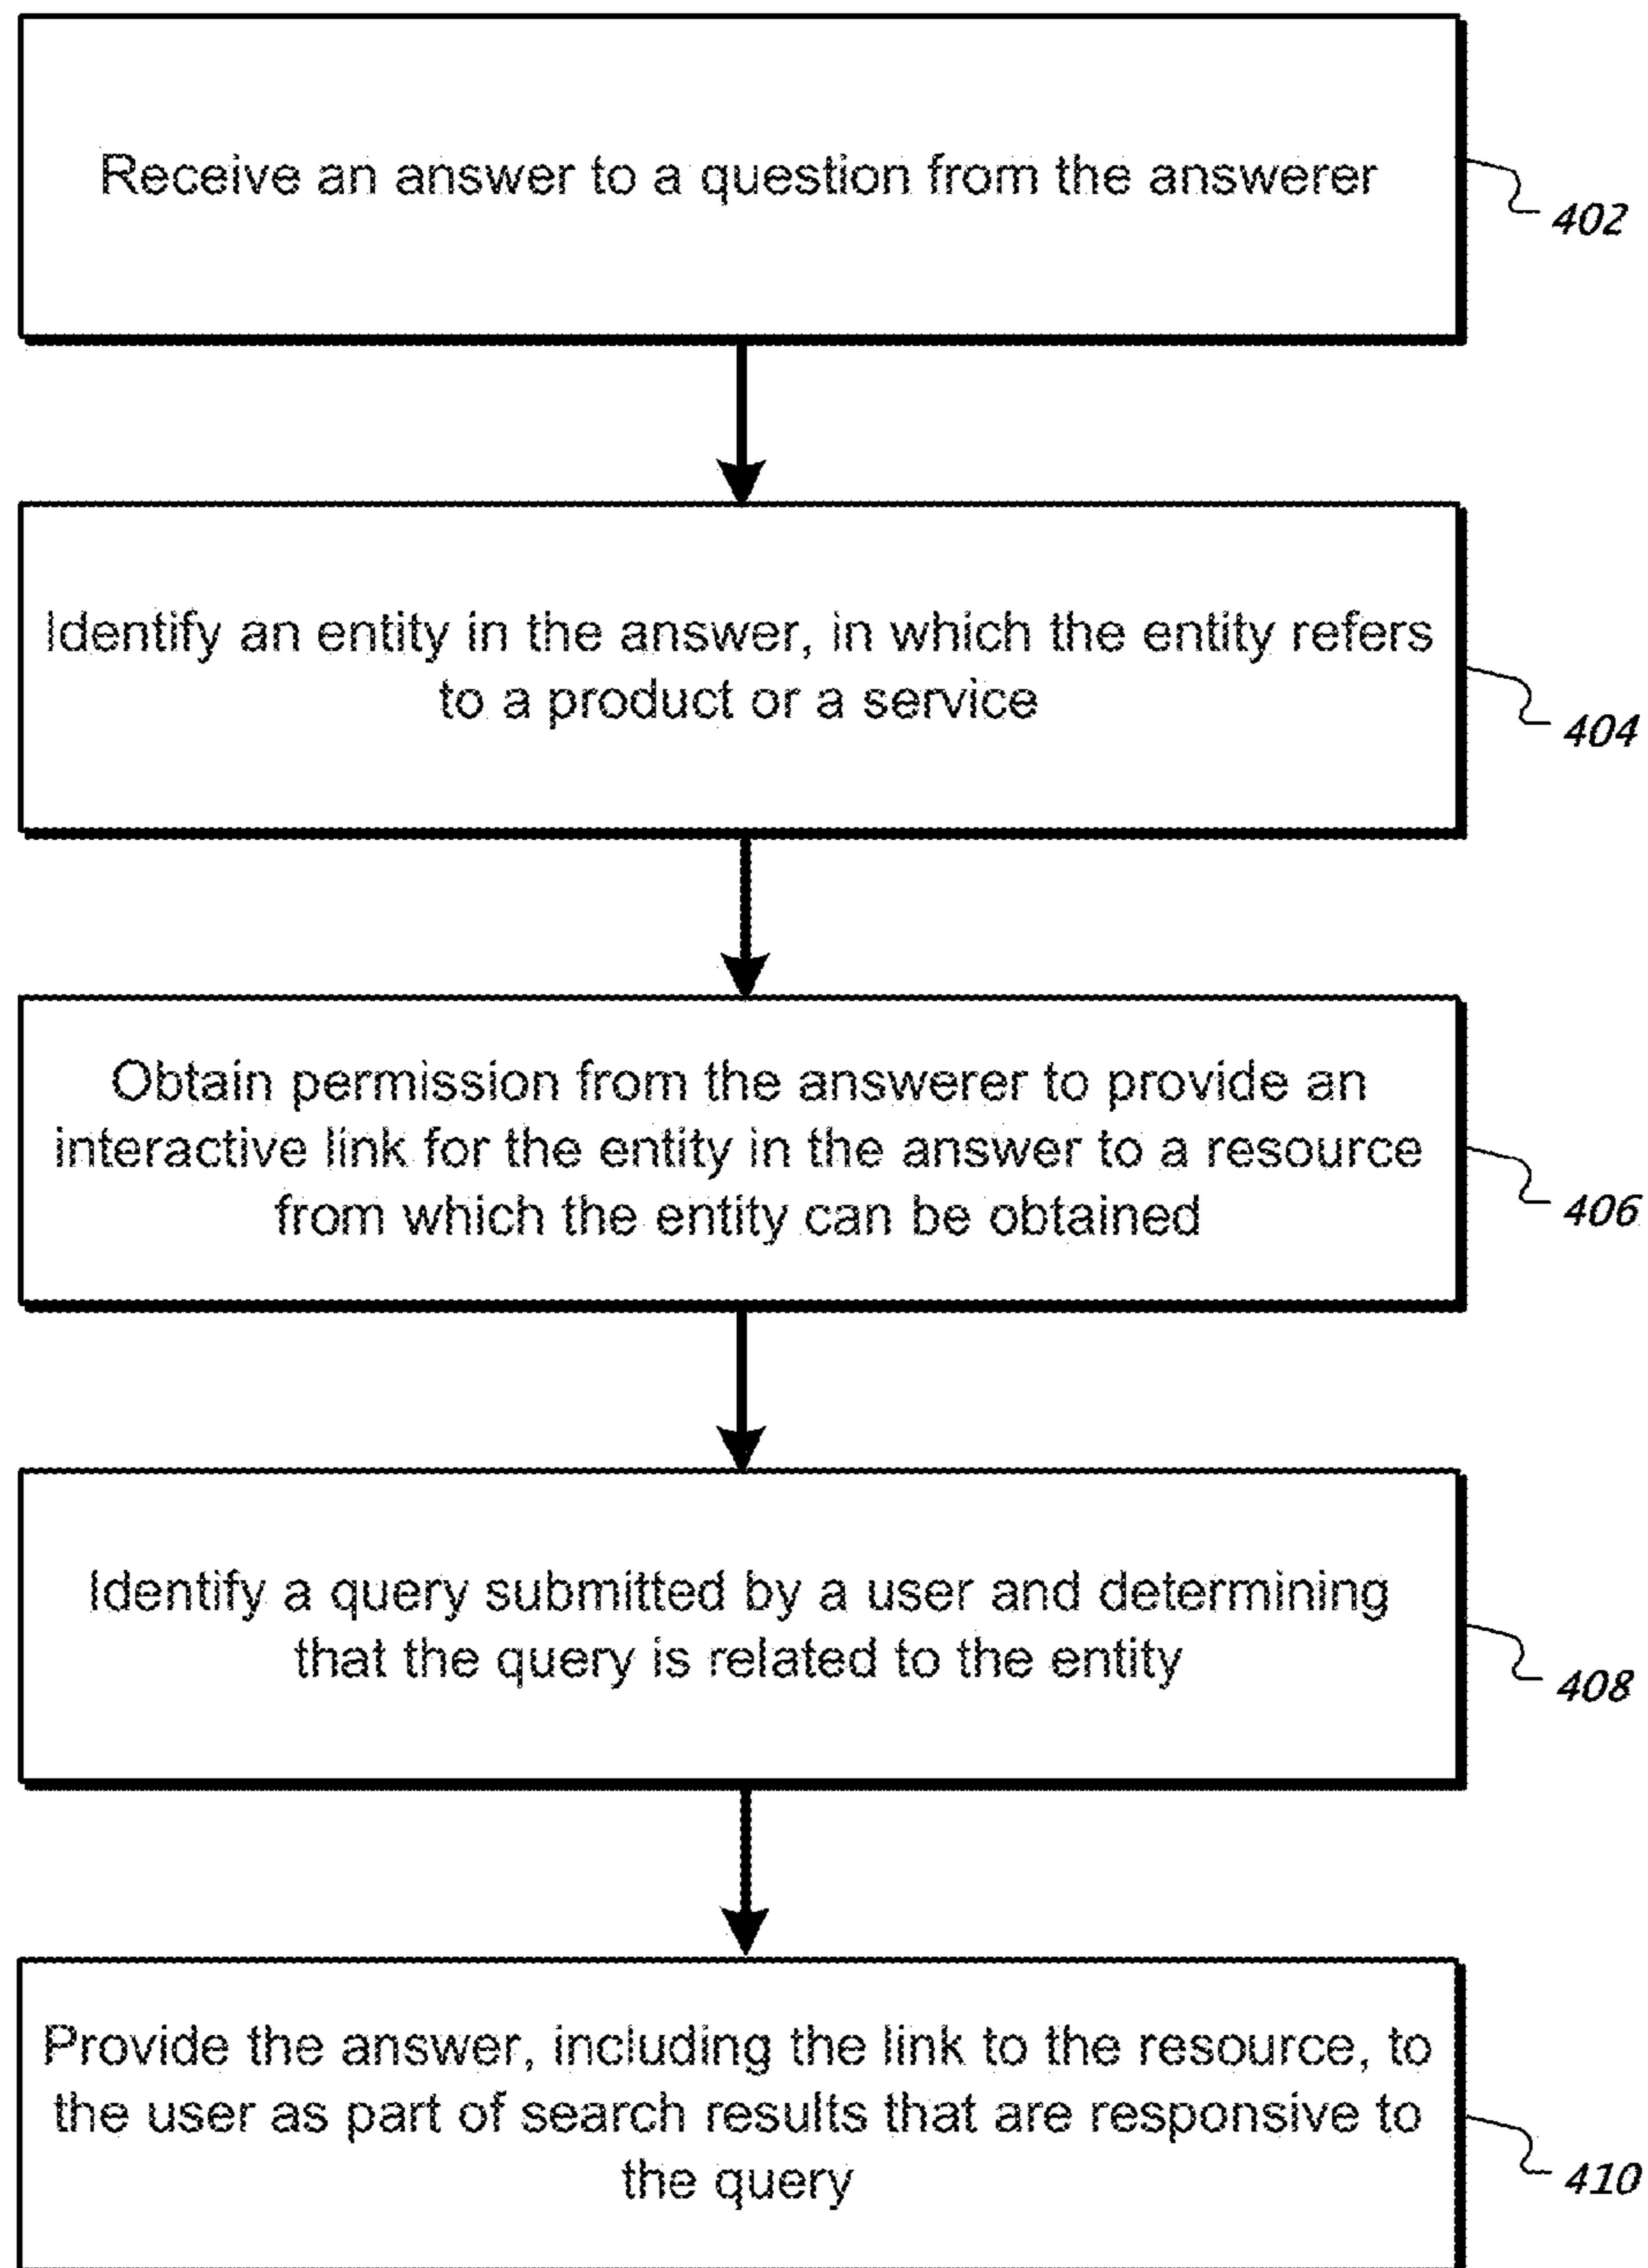 Receive an answer to a question from the answerer
402
Identify an entity in the answer, in which the entity refers
to a product or a service
404
Obtain permission from the answerer to provide an
interactive link for the entity in the answer to a resource
from which the entity can be obtained
406
Identify a query submitted by a user and determining
that the query is related to the entity
408
Provide the answer, including the link to the resource, to
the user as part of search results that are responsive to
the query
410